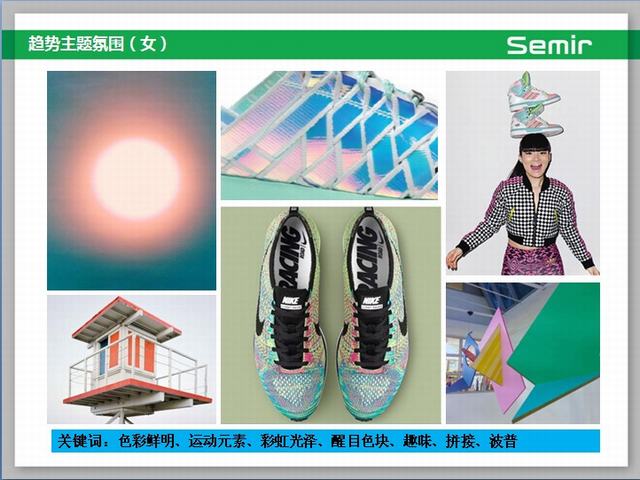 趋势主题氛围（女）
Semir
RACING
RACING
NIKE
NIKE
关键词：色彩鲜明、运动元素、彩虹光泽、醒目色块、趣味、拼接、波普